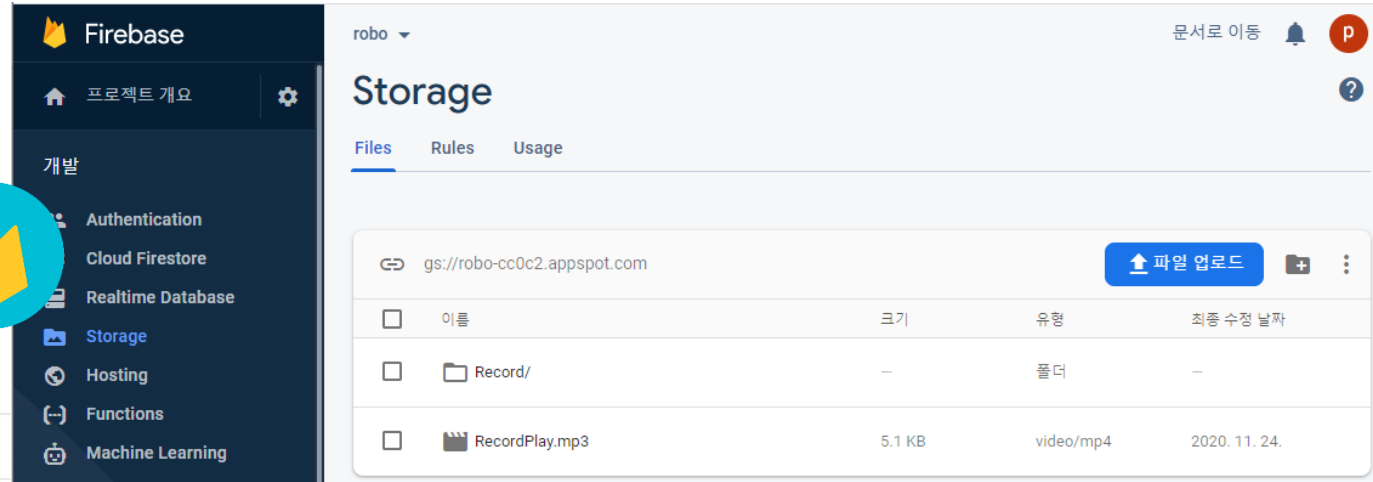 Firebase
프로젝트 개요
개발
Authentication
Cloud Firestore
Realtime Database
Storage
Hosting
Functions
Machine Learning
robo
문서로 이동
p
Storage
Files Rules Usage
gs://robo-cc0c2.appspot.com
파일 업로드
이름 크기 유형 최종 수정 날짜
Record/ – 폴더 –
RecordPlay.mp3 5.1 KB video/mp4 2020. 11. 24.